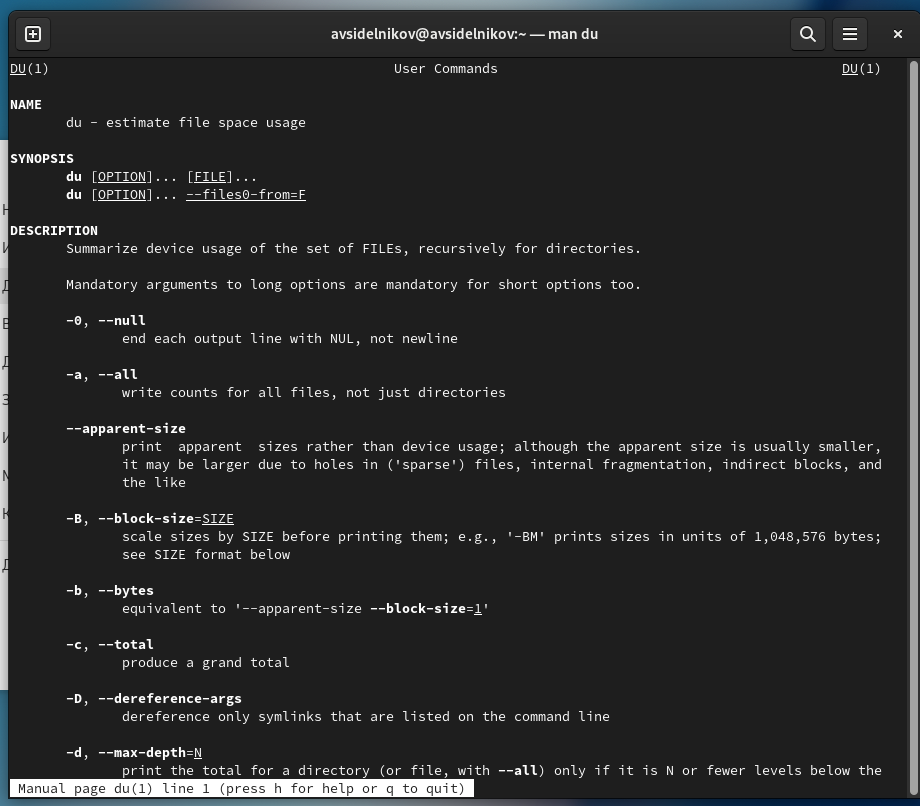 avsidelnikov@avsidelnikov:~ — man du
DU(1) User Commands DU(1)
NAME
du - estimate file space usage
SYNOPSIS
du [OPTION]... [FILE]...
du [OPTION]... --files0-from=F
DESCRIPTION
Summarize device usage of the set of FILEs, recursively for directories.
Mandatory arguments to long options are mandatory for short options too.
-0, --null
end each output line with NUL, not newline
-a, --all
write counts for all files, not just directories
--apparent-size
print apparent sizes rather than device usage; although the apparent size is usually smaller,
it may be larger due to holes in ('sparse') files, internal fragmentation, indirect blocks, and
the like
-B, --block-size=SIZE
scale sizes by SIZE before printing them; e.g., '-BM' prints sizes in units of 1,048,576 bytes;
see SIZE format below
-b, --bytes
equivalent to '--apparent-size --block-size=1'
-c, --total
produce a grand total
-D, --dereference-args
dereference only symlinks that are listed on the command line
-d, --max-depth=N
print the total for a directory (or file, with --all) only if it is N or fewer levels below the
Manual page du(1) line 1 (press h for help or q to quit)